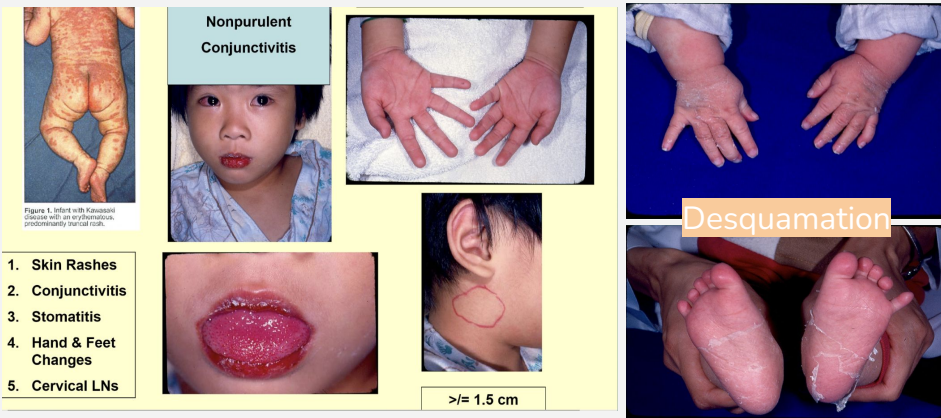 Nonpurulent
Conjunctivitis
Figure 1. Infant with Kawasaki
disease with an erythematous,
predominantly truncal rash.
1. Skin Rashes
2. Conjunctivitis
3. Stomatitis
4. Hand & Feet
Changes
5. Cervical LNs
>/= 1.5 cm
Desquamation